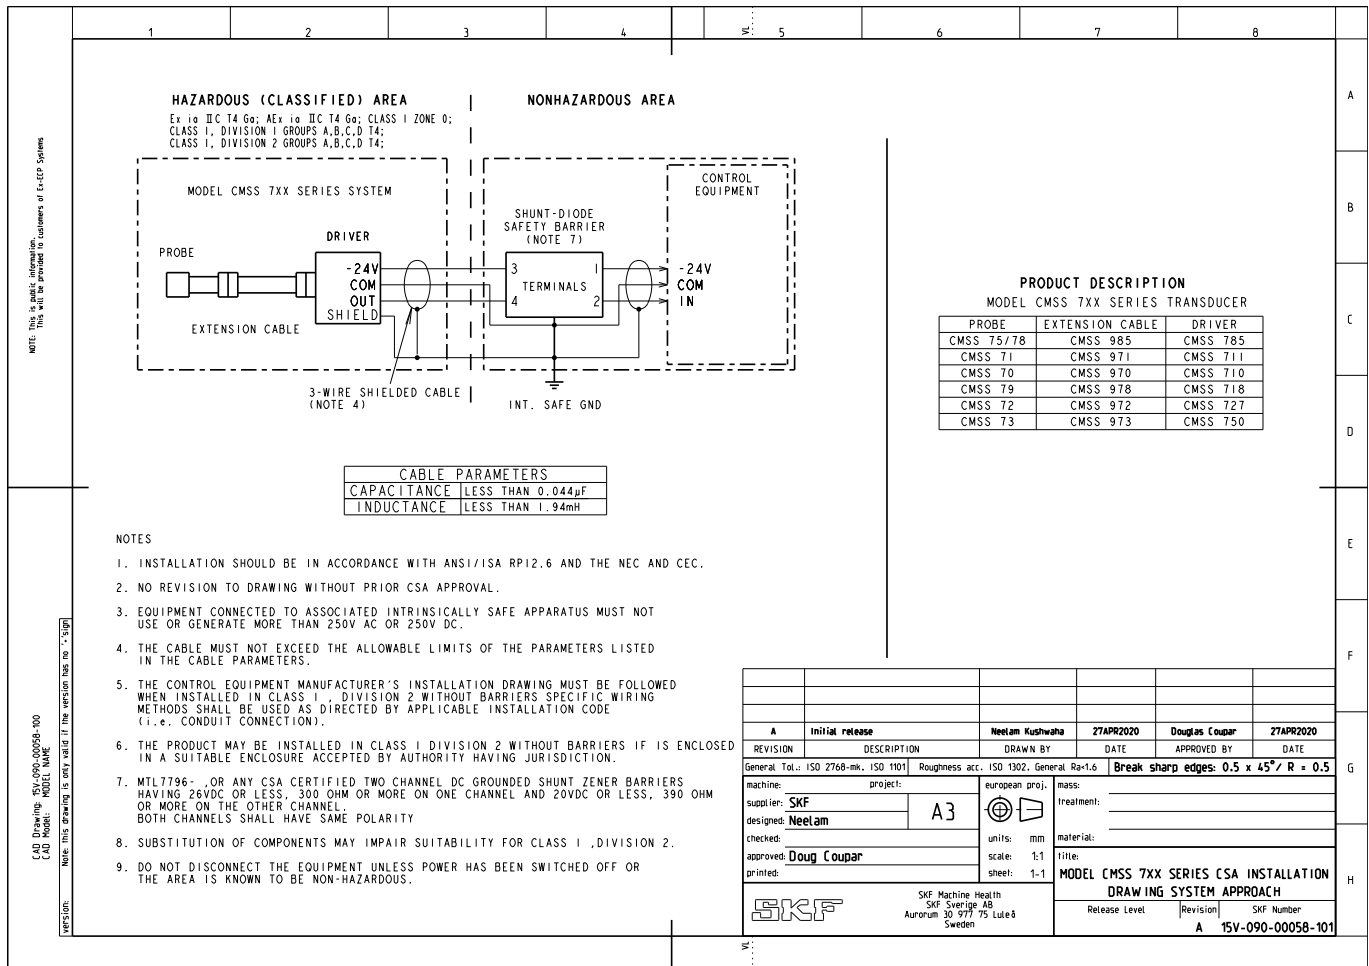 1 2 3 4 5 6 7 8
VL
A
B
C
D
E
F
G
H
NOTE: This is public information.
This will be provided to customers of Ex-ECP Systems
CAD Drawing: 15V-090-00058-100
CAD Model: MODEL NAME
version: Note: this drawing is only valid if the version has no '+'sign
HAZARDOUS (CLASSIFIED) AREA
Ex ia IIC T4 Ga; AEx ia IIC T4 Ga; CLASS I ZONE 0;
CLASS I, DIVISION I GROUPS A,B,C,D T4;
CLASS I, DIVISION 2 GROUPS A,B,C,D T4;
NONHAZARDOUS AREA
MODEL CMSS 7XX SERIES SYSTEM
DRIVER
PROBE
-24V
COM
OUT
SHIELD
EXTENSION CABLE
3-WIRE SHIELDED CABLE
(NOTE 4)
SHUNT-DIODE
SAFETY BARRIER
(NOTE 7)
3 1
TERMINALS
4 2
INT. SAFE GND
CONTROL
EQUIPMENT
-24V
COM
IN
PRODUCT DESCRIPTION
MODEL CMSS 7XX SERIES TRANSDUCER
PROBE EXTENSION CABLE DRIVER
CMSS 75/78 CMSS 985 CMSS 785
CMSS 71 CMSS 971 CMSS 711
CMSS 70 CMSS 970 CMSS 710
CMSS 79 CMSS 978 CMSS 718
CMSS 72 CMSS 972 CMSS 727
CMSS 73 CMSS 973 CMSS 750
CABLE PARAMETERS
CAPACITANCE LESS THAN 0.044µF
INDUCTANCE LESS THAN 1.94mH
NOTES
1. INSTALLATION SHOULD BE IN ACCORDANCE WITH ANSI/ISA RP12.6 AND THE NEC AND CEC.
2. NO REVISION TO DRAWING WITHOUT PRIOR CSA APPROVAL.
3. EQUIPMENT CONNECTED TO ASSOCIATED INTRINSICALLY SAFE APPARATUS MUST NOT
USE OR GENERATE MORE THAN 250V AC OR 250V DC.
4. THE CABLE MUST NOT EXCEED THE ALLOWABLE LIMITS OF THE PARAMETERS LISTED
IN THE CABLE PARAMETERS.
5. THE CONTROL EQUIPMENT MANUFACTURER'S INSTALLATION DRAWING MUST BE FOLLOWED
WHEN INSTALLED IN CLASS I , DIVISION 2 WITHOUT BARRIERS SPECIFIC WIRING
METHODS SHALL BE USED AS DIRECTED BY APPLICABLE INSTALLATION CODE
(i.e. CONDUIT CONNECTION).
6. THE PRODUCT MAY BE INSTALLED IN CLASS I DIVISION 2 WITHOUT BARRIERS IF IS ENCLOSED
IN A SUITABLE ENCLOSURE ACCEPTED BY AUTHORITY HAVING JURISDICTION.
7. MTL7796- ,OR ANY CSA CERTIFIED TWO CHANNEL DC GROUNDED SHUNT ZENER BARRIERS
HAVING 26VDC OR LESS, 300 OHM OR MORE ON ONE CHANNEL AND 20VDC OR LESS, 390 OHM
OR MORE ON THE OTHER CHANNEL.
BOTH CHANNELS SHALL HAVE SAME POLARITY
8. SUBSTITUTION OF COMPONENTS MAY IMPAIR SUITABILITY FOR CLASS I ,DIVISION 2.
9. DO NOT DISCONNECT THE EQUIPMENT UNLESS POWER HAS BEEN SWITCHED OFF OR
THE AREA IS KNOWN TO BE NON-HAZARDOUS.
A Initial release Neelam Kushwaha 27APR2020 Douglas Coupar 27APR2020
REVISION DESCRIPTION DRAWN BY DATE APPROVED BY DATE
General Tol.: ISO 2768-mk, ISO 1101 Roughness acc. ISO 1302, General Ra<1.6 Break sharp edges: 0.5 x 45°/ R = 0.5
machine: project:
supplier: SKF
designed: Neelam
checked:
approved: Doug Coupar
printed:
A3
european proj.
units: mm
scale: 1:1
sheet: 1-1
mass:
treatment:
material:
title:
MODEL CMSS 7XX SERIES CSA INSTALLATION
DRAWING SYSTEM APPROACH
SKF
SKF Machine Health
SKF Sverige AB
Aurorum 30 977 75 Luleå
Sweden
Release Level Revision SKF Number
A 15V-090-00058-101
VL